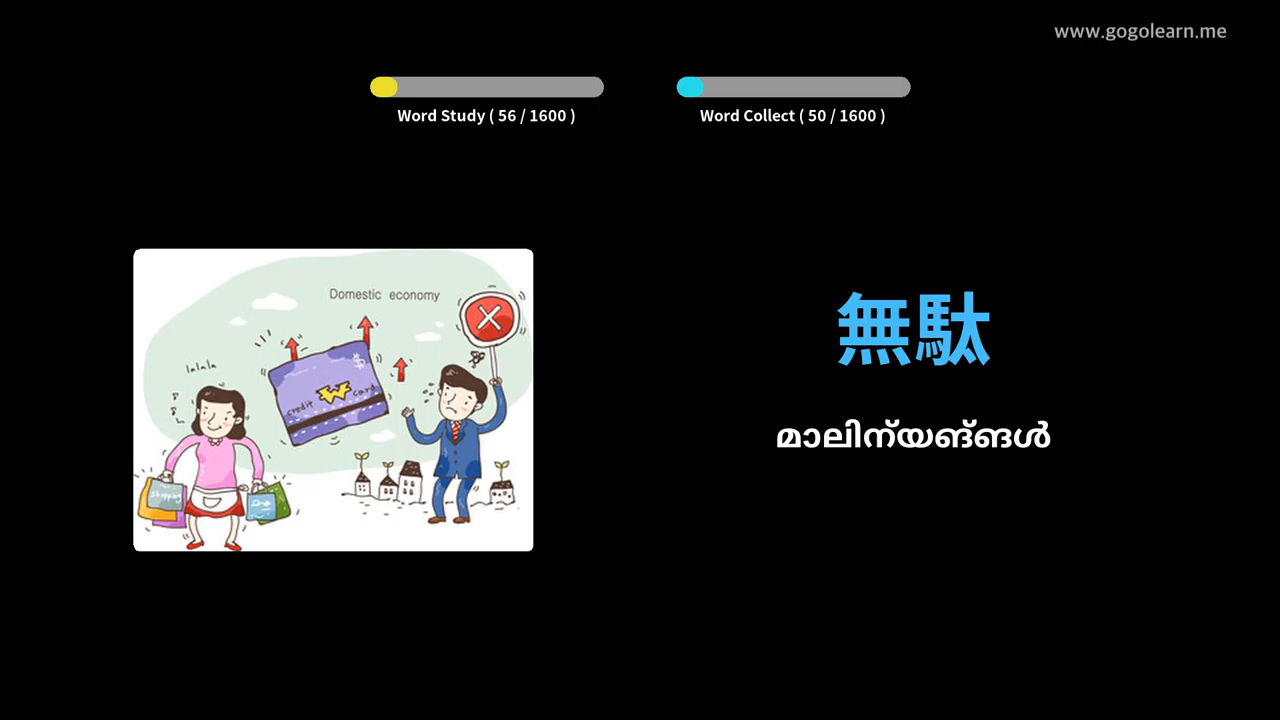 www.gogolearn.me
Word Study ( 56 / 1600 )
Word Collect ( 50 / 1600 )
Domestic economy
lalala
$
W
credit card
Shopping
無駄
മാലിന്യങ്ങൾ